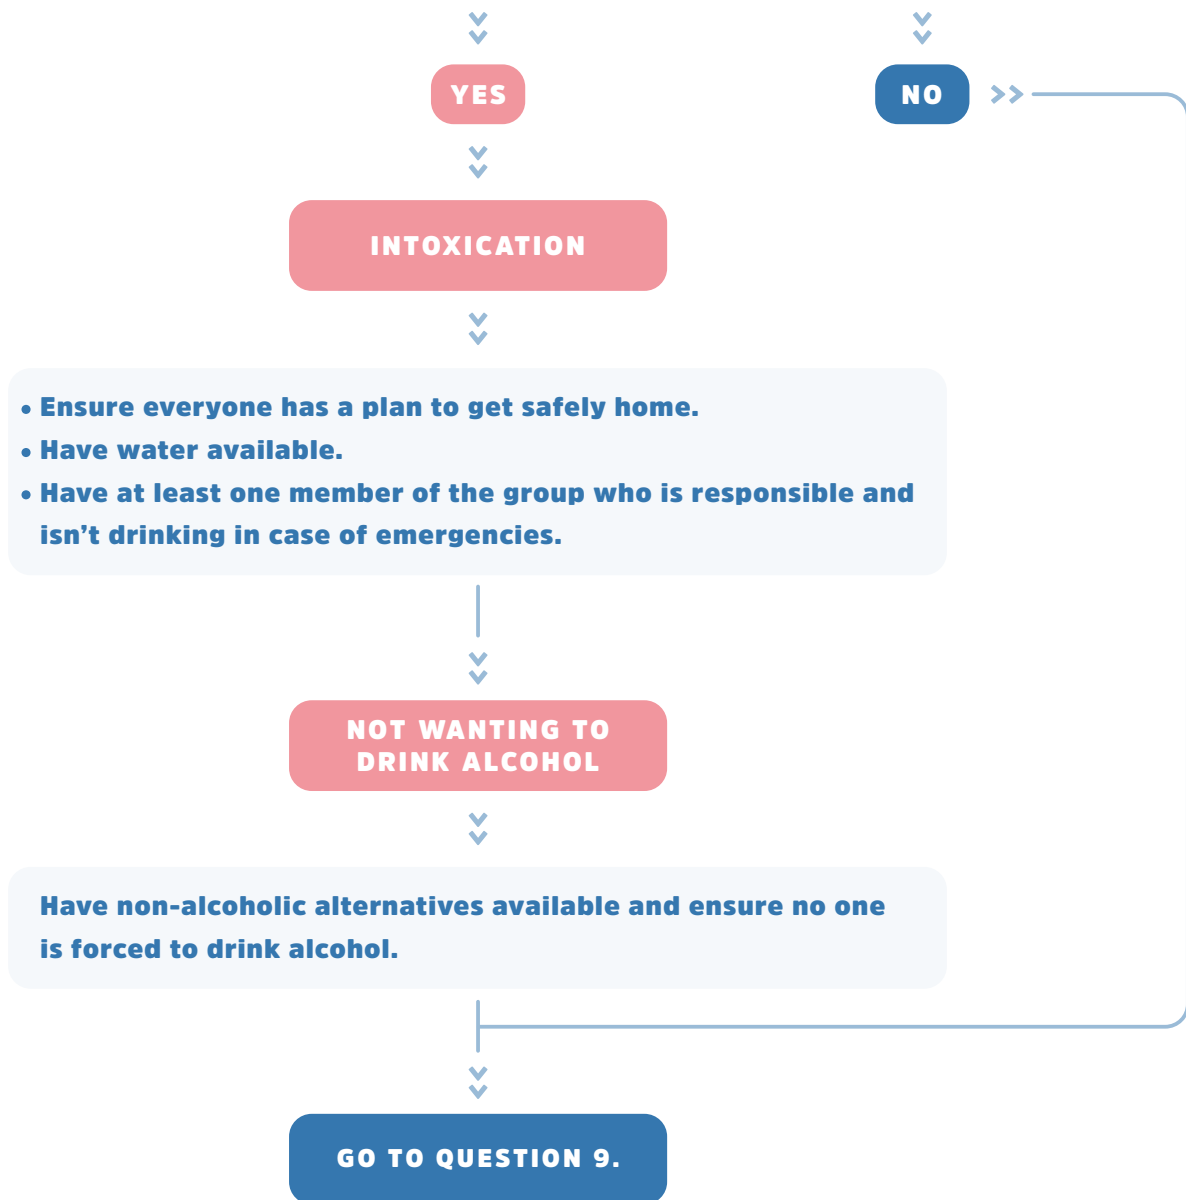 YES
NO
INTOXICATION
• Ensure everyone has a plan to get safely home.
• Have water available.
• Have at least one member of the group who is responsible and
isn’t drinking in case of emergencies.
NOT WANTING TO
DRINK ALCOHOL
Have non-alcoholic alternatives available and ensure no one
is forced to drink alcohol.
GO TO QUESTION 9.